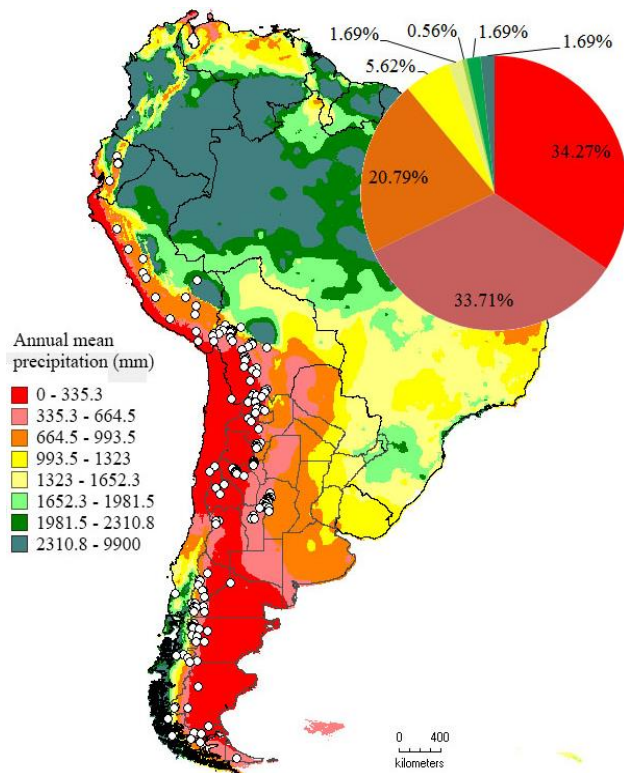 1.69%
0.56%
1.69%
1.69%
5.62%
34.27%
20.79%
33.71%
Annual mean
precipitation (mm)
0 - 335.3
335.3 - 664.5
664.5 - 993.5
993.5 - 1323
1323 - 1652.3
1652.3 - 1981.5
1981.5 - 2310.8
2310.8 - 9900
0 400
kilometers